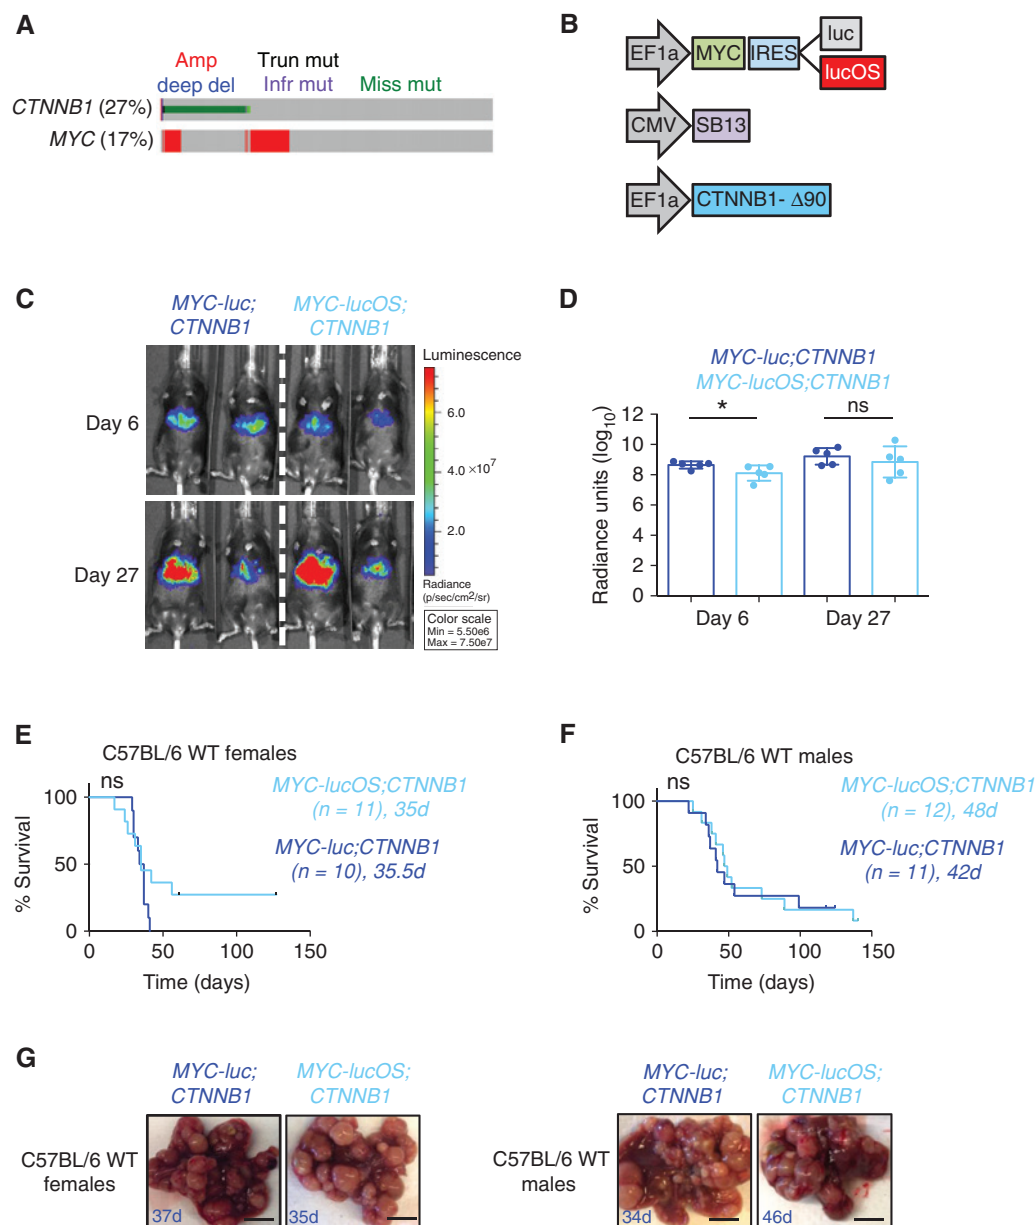 A
Amp Trun mut
deep del Infr mut Miss mut
CTNNB1 (27%)
MYC (17%)
B
EF1a MYC IRES luc
lucOS
CMV SB13
EF1a CTNNB1- Δ90
C
MYC-luc; MYC-lucOS;
CTNNB1 CTNNB1
Luminescence
Day 6
6.0
4.0 ×10⁷
2.0
Day 27
Radiance
(p/sec/cm²/sr)
Color scale
Min = 5.50e6
Max = 7.50e7
D
MYC-luc;CTNNB1
MYC-lucOS;CTNNB1
* ns
Radiance units (log₁₀)
12
10
8
6
4
2
0
Day 6 Day 27
E
C57BL/6 WT females
ns
MYC-lucOS;CTNNB1
(n = 11), 35d
MYC-luc;CTNNB1
(n = 10), 35.5d
% Survival
100
50
0
0 50 100 150
Time (days)
F
C57BL/6 WT males
ns
MYC-lucOS;CTNNB1
(n = 12), 48d
MYC-luc;CTNNB1
(n = 11), 42d
% Survival
100
50
0
0 50 100 150
Time (days)
G
MYC-luc; MYC-lucOS;
CTNNB1 CTNNB1
C57BL/6 WT
females
37d 35d
MYC-luc; MYC-lucOS;
CTNNB1 CTNNB1
C57BL/6 WT
males
34d 46d